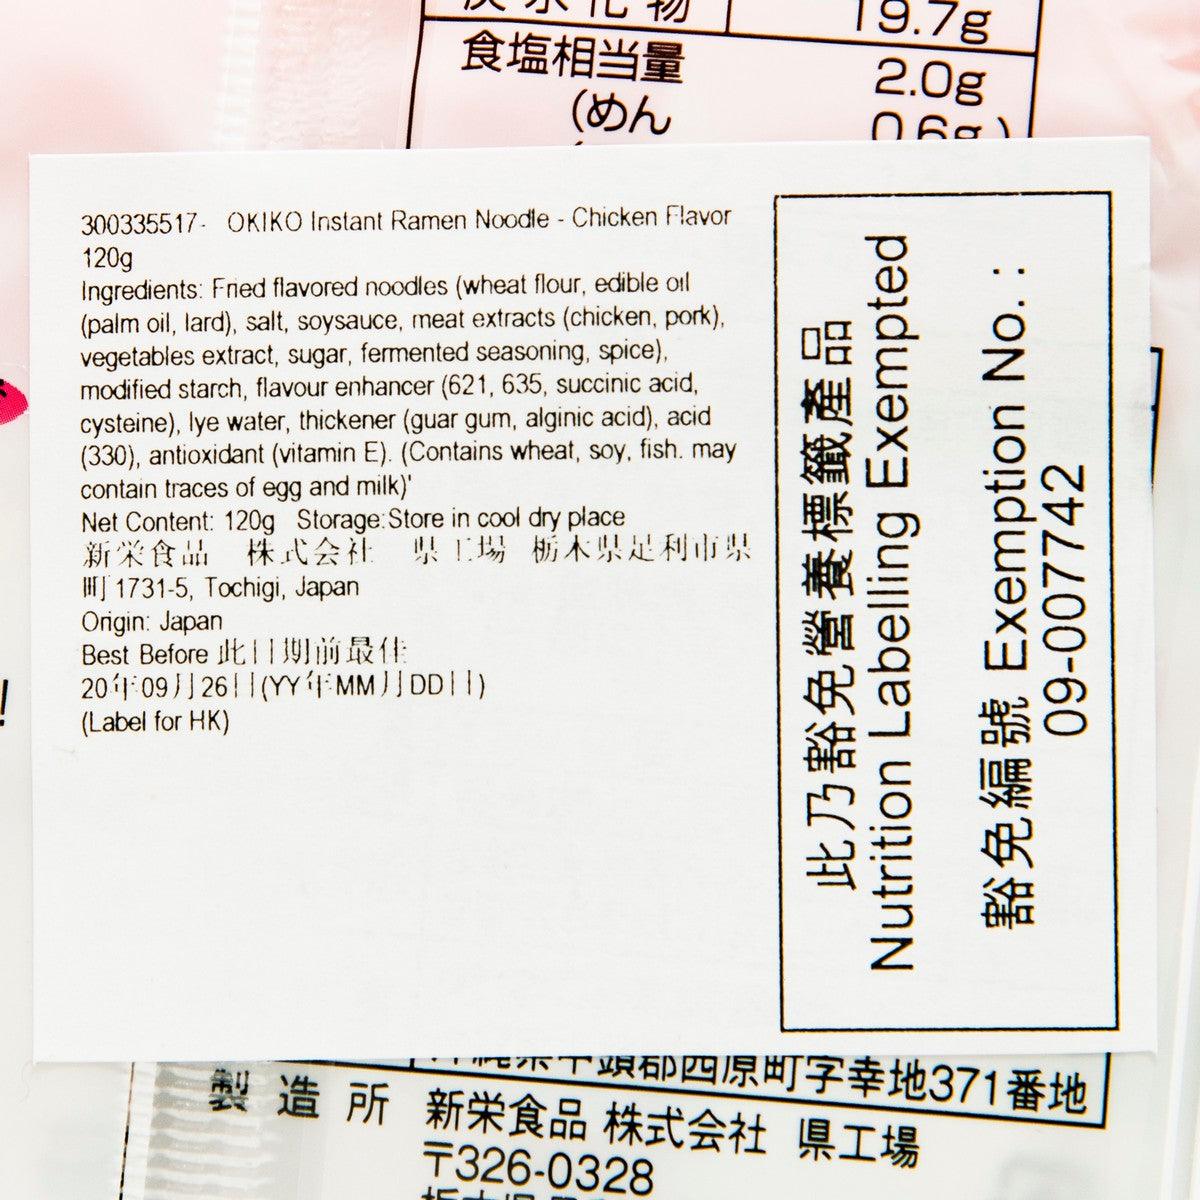 炭水化物 19.7g
食塩相当量 2.0g
(めん 0.6g)
300335517- OKIKO Instant Ramen Noodle - Chicken Flavor
120g
Ingredients: Fried flavored noodles (wheat flour, edible oil
(palm oil, lard), salt, soysauce, meat extracts (chicken, pork),
vegetables extract, sugar, fermented seasoning, spice),
modified starch, flavour enhancer (621, 635, succinic acid,
cysteine), lye water, thickener (guar gum, alginic acid), acid
(330), antioxidant (vitamin E). (Contains wheat, soy, fish. may
contain traces of egg and milk)'
Net Content: 120g Storage:Store in cool dry place
新栄食品 株式会社 県工場 栃木県足利市県
町 1731-5, Tochigi, Japan
Origin: Japan
Best Before 此日期前最佳
20年09月26日(YY年MM月DD日)
(Label for HK)
此乃豁免營養標籤產品
Nutrition Labelling Exempted
豁免編號 Exemption No. :
09-007742
沖縄県中頭郡西原町字幸地371番地
製造所 新栄食品 株式会社 県工場
〒326-0328